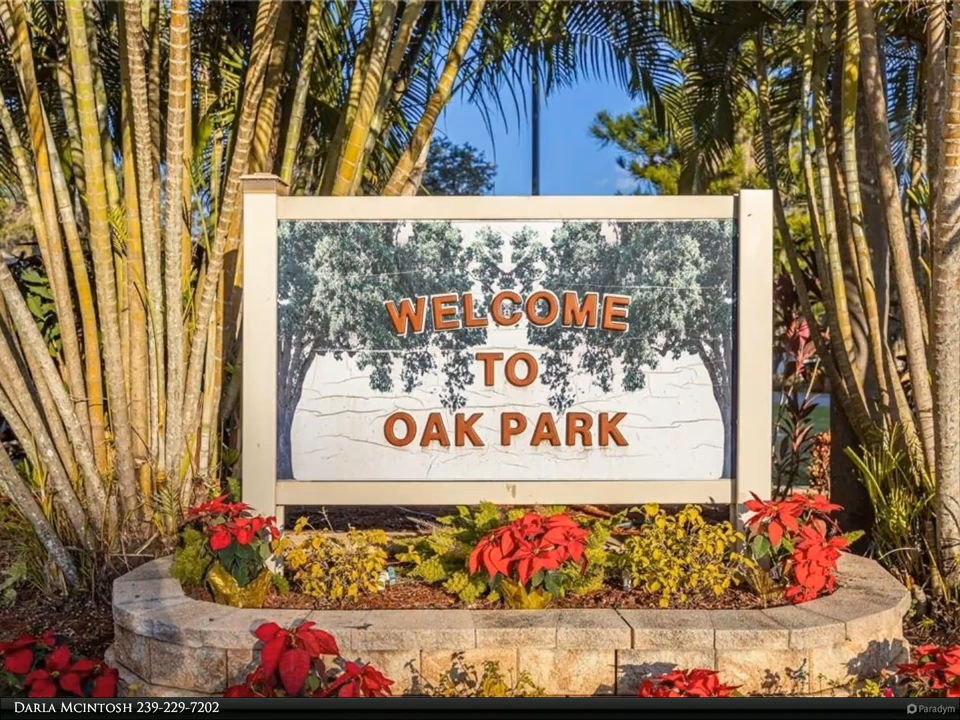 WELCOME
TO
OAK PARK
Darla Mcintosh 239-229-7202
Paradym